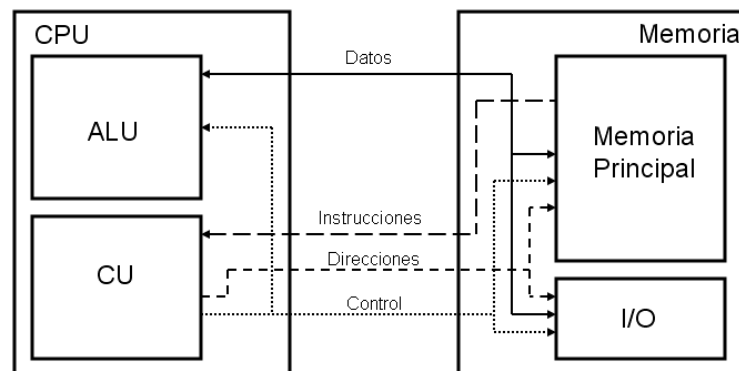 CPU
Memoria
Datos
ALU
Memoria
Principal
Instrucciones
Direcciones
CU
Control
I/O